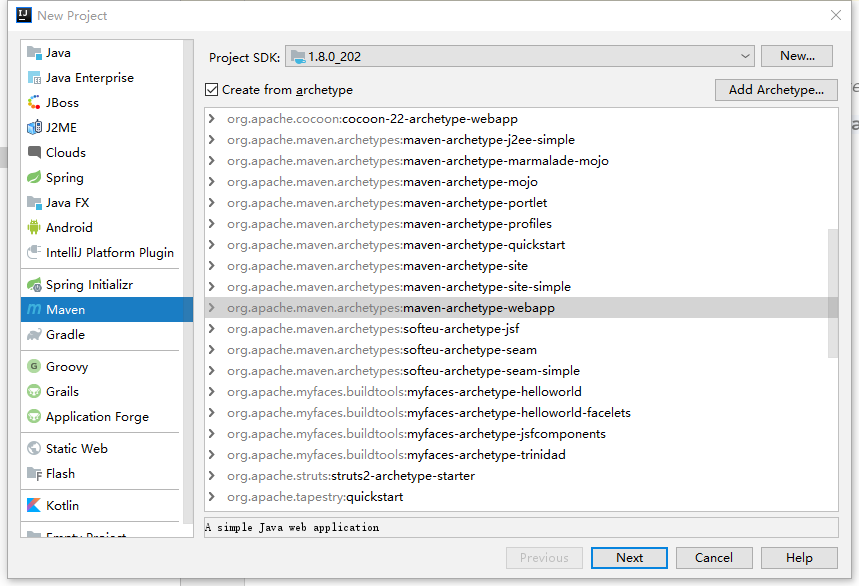 New Project
Java
Java Enterprise
JBoss
J2ME
Clouds
Spring
Java FX
Android
IntelliJ Platform Plugin
Spring Initializr
Maven
Gradle
Groovy
Grails
Application Forge
Static Web
Flash
Kotlin
Empty Project
Project SDK: 1.8.0_202 New...
Create from archetype Add Archetype...
org.apache.cocoon:cocoon-22-archetype-webapp
org.apache.maven.archetypes:maven-archetype-j2ee-simple
org.apache.maven.archetypes:maven-archetype-marmalade-mojo
org.apache.maven.archetypes:maven-archetype-mojo
org.apache.maven.archetypes:maven-archetype-portlet
org.apache.maven.archetypes:maven-archetype-profiles
org.apache.maven.archetypes:maven-archetype-quickstart
org.apache.maven.archetypes:maven-archetype-site
org.apache.maven.archetypes:maven-archetype-site-simple
org.apache.maven.archetypes:maven-archetype-webapp
org.apache.maven.archetypes:softeu-archetype-jsf
org.apache.maven.archetypes:softeu-archetype-seam
org.apache.maven.archetypes:softeu-archetype-seam-simple
org.apache.myfaces.buildtools:myfaces-archetype-helloworld
org.apache.myfaces.buildtools:myfaces-archetype-helloworld-facelets
org.apache.myfaces.buildtools:myfaces-archetype-jsfcomponents
org.apache.myfaces.buildtools:myfaces-archetype-trinidad
org.apache.struts:struts2-archetype-starter
org.apache.tapestry:quickstart
A simple Java web application
Previous Next Cancel Help